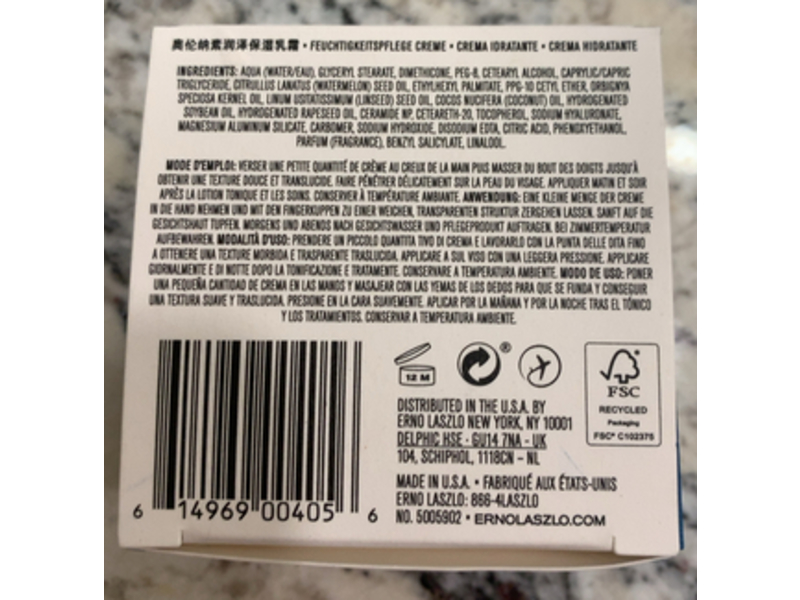 奥伦纳素润泽保湿乳霜 • FEUCHTIGKEITSPFLEGE CREME • CREMA IDRATANTE • CREMA HIDRATANTE
INGREDIENTS: AQUA (WATER/EAU), GLYCERYL STEARATE, DIMETHICONE, PEG-8, CETEARYL ALCOHOL, CAPRYLIC/CAPRIC
TRIGLYCERIDE, CITRULLUS LANATUS (WATERMELON) SEED OIL, ETHYLHEXYL PALMITATE, PPG-10 CETYL ETHER, ORBIGNYA
SPECIOSA KERNEL OIL, LINUM USITATISSIMUM (LINSEED) SEED OIL, COCOS NUCIFERA (COCONUT) OIL, HYDROGENATED
SOYBEAN OIL, HYDROGENATED RAPESEED OIL, CERAMIDE NP, CETEARETH-20, TOCOPHEROL, SODIUM HYALURONATE,
MAGNESIUM ALUMINUM SILICATE, CARBOMER, SODIUM HYDROXIDE, DISODIUM EDTA, CITRIC ACID, PHENOXYETHANOL,
PARFUM (FRAGRANCE), BENZYL SALICYLATE, LINALOOL.
MODE D'EMPLOI: VERSER UNE PETITE QUANTITÉ DE CRÈME AU CREUX DE LA MAIN PUIS MASSER DU BOUT DES DOIGTS JUSQU'À
OBTENIR UNE TEXTURE DOUCE ET TRANSLUCIDE. FAIRE PÉNÉTRER DÉLICATEMENT SUR LA PEAU DU VISAGE. APPLIQUER MATIN ET SOIR
APRÈS LA LOTION TONIQUE ET LES SOINS. CONSERVER À TEMPÉRATURE AMBIANTE. ANWENDUNG: EINE KLEINE MENGE DER CREME
IN DIE HAND NEHMEN UND MIT DEN FINGERKUPPEN ZU EINER WEICHEN, TRANSPARENTEN STRUKTUR ZERGEHEN LASSEN. SANFT AUF DIE
GESICHTSHAUT TUPFEN. MORGENS UND ABENDS NACH GESICHTSWASSER UND PFLEGEPRODUKT AUFTRAGEN. BEI ZIMMERTEMPERATUR
AUFBEWAHREN. MODALITÀ D'USO: PRENDERE UN PICCOLO QUANTITA TIVO DI CREMA E LAVORARLO CON LA PUNTA DELLE DITA FINO
A OTTENERE UNA TEXTURE MORBIDA E TRASPARENTE TRASLUCIDA. APPLICARE A SUL VISO CON UNA LEGGERA PRESSIONE. APPLICARE
GIORNALMENTE E DI NOTTE DOPO LA TONIFICAZIONE E TRATAMENTE. CONSERVARE A TEMPERATURA AMBIENTE. MODO DE USO: PONER
UNA PEQUEÑA CANTIDAD DE CREMA EN LAS MANOS Y MASAJEAR CON LAS YEMAS DE LOS DEDOS PARA QUE SE FUNDA Y CONSEGUIR
UNA TEXTURA SUAVE Y TRASLUCIDA. PRESIONE EN LA CARA SUAVEMENTE. APLICAR POR LA MAÑANA Y POR LA NOCHE TRAS EL TÓNICO
Y LOS TRATAMIENTOS. CONSERVAR A TEMPERATURA AMBIENTE.
12 M
®
FSC
RECYCLED
Packaging
FSC® C102375
DISTRIBUTED IN THE U.S.A. BY
ERNO LASZLO NEW YORK, NY 10001
DELPHIC HSE - GU14 7NA - UK
104, SCHIPHOL, 1118CN - NL
MADE IN U.S.A. • FABRIQUÉ AUX ÉTATS-UNIS
ERNO LASZLO: 866-4LASZLO
NO. 5005902 • ERNOLASZLO.COM
6 14969 00405 6